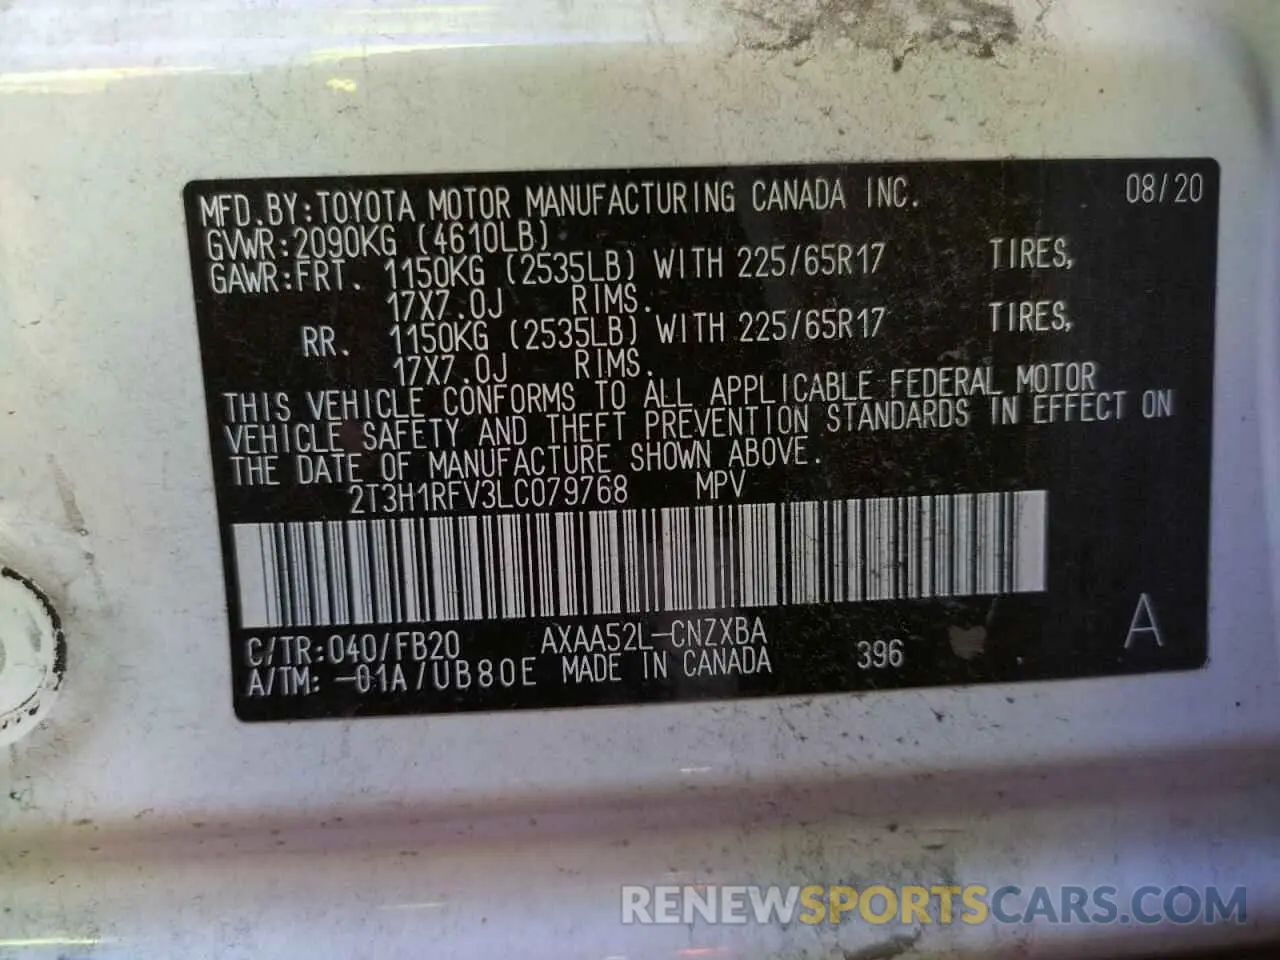 MFD.BY:TOYOTA MOTOR MANUFACTURING CANADA INC. 08/20
GVWR:2090KG (4610LB)
GAWR:FRT. 1150KG (2535LB) WITH 225/65R17 TIRES,
17X7.0J RIMS.
RR. 1150KG (2535LB) WITH 225/65R17 TIRES,
17X7.0J RIMS.
THIS VEHICLE CONFORMS TO ALL APPLICABLE FEDERAL MOTOR
VEHICLE SAFETY AND THEFT PREVENTION STANDARDS IN EFFECT ON
THE DATE OF MANUFACTURE SHOWN ABOVE.
2T3H1RFV3LC079768 MPV
C/TR:040/FB20 AXAA52L-CNZXBA
A/TM: -01A/UB80E MADE IN CANADA 396 A
RENEWSPORTSCARS.COM